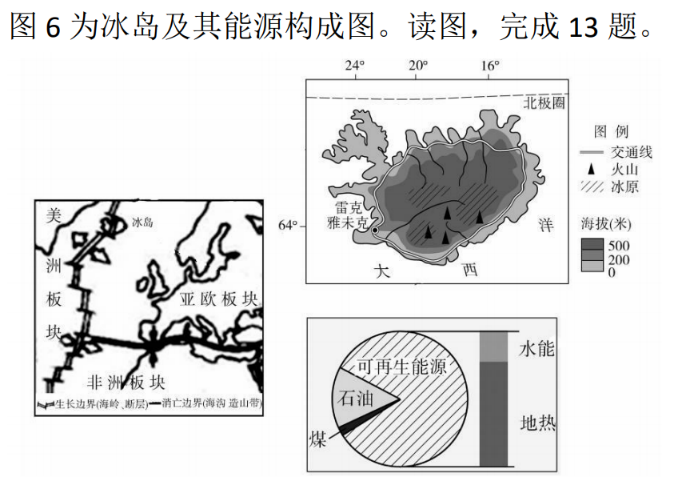 图 6 为冰岛及其能源构成图。读图，完成 13 题。
24° 20° 16°
北极圈
图 例
交通线
火山
冰原
雷克
雅未克
64°
大 西 洋
海拔(米)
500
200
0
美
洲
板
块
冰岛
亚欧板块
非洲板块
生长边界(海岭、断层) 消亡边界(海沟 造山带)
可再生能源
石油
煤
水能
地热